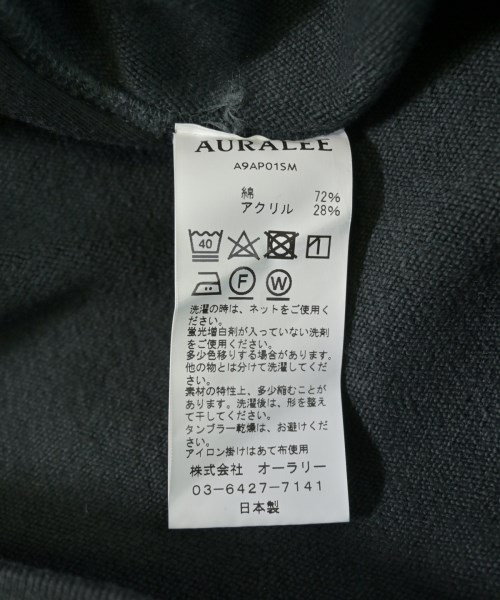 AURALEE
A9AP01SM
綿 72%
アクリル 28%
40
F W
洗濯の時は、ネットをご使用く
ださい。
蛍光増白剤が入っていない洗剤
をご使用ください。
多少色移りする場合があります。
他の物とは分けて洗濯してくだ
さい。
素材の特性上、多少縮むことが
あります。洗濯後は、形を整え
て干してください。
タンブラー乾燥は、お避けくだ
さい。
アイロン掛けはあて布使用
株式会社 オーラリー
03-6427-7141
日本製